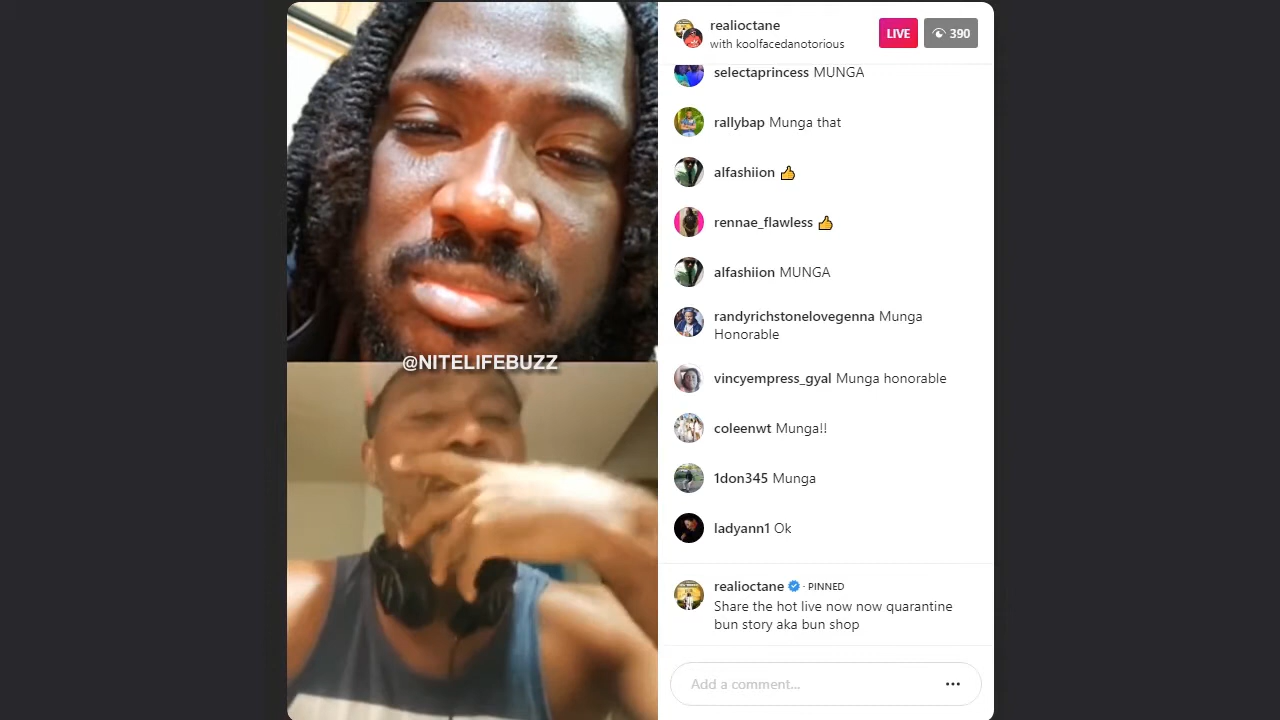 realioctane
with koolfacedanotorious
LIVE
390
selectaprincess MUNGA
rallybap Munga that
alfashiion 👍
rennae_flawless 👍
alfashiion MUNGA
randyrichstonelovegenna Munga
Honorable
vincyempress_gyal Munga honorable
coleenwt Munga!!
1don345 Munga
ladyann1 Ok
realioctane · PINNED
Share the hot live now now quarantine
bun story aka bun shop
Add a comment...
@NITELIFEBUZZ